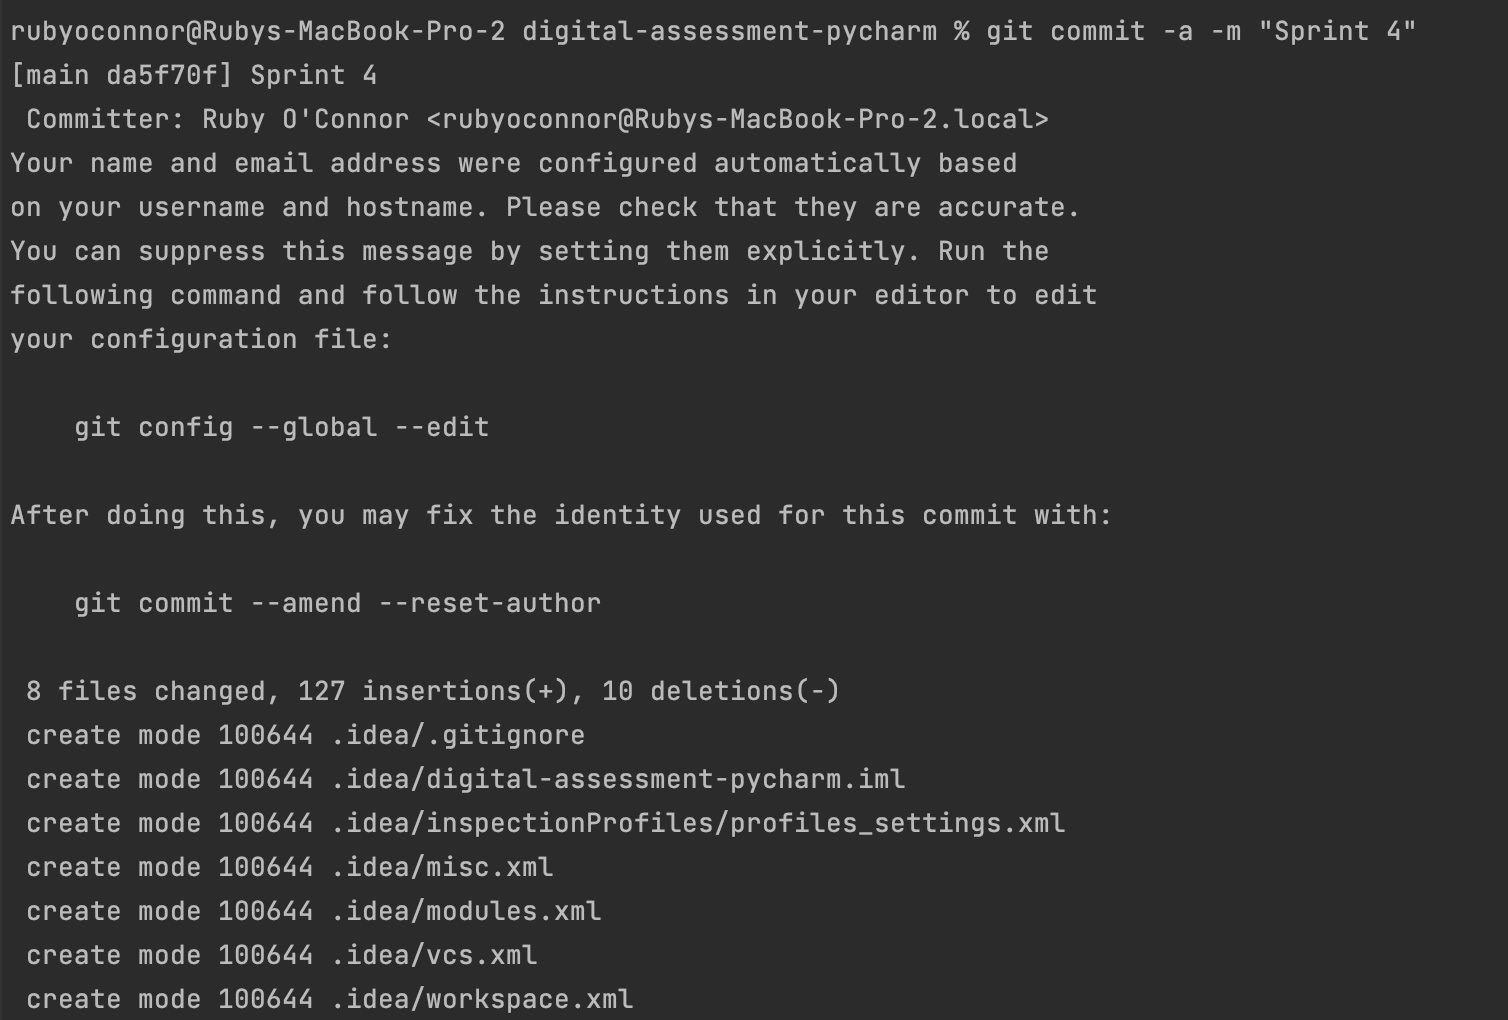 rubyoconnor@Rubys-MacBook-Pro-2 digital-assessment-pycharm % git commit -a -m "Sprint 4"
[main da5f70f] Sprint 4
 Committer: Ruby O'Connor <rubyoconnor@Rubys-MacBook-Pro-2.local>
Your name and email address were configured automatically based
on your username and hostname. Please check that they are accurate.
You can suppress this message by setting them explicitly. Run the
following command and follow the instructions in your editor to edit
your configuration file:

    git config --global --edit

After doing this, you may fix the identity used for this commit with:

    git commit --amend --reset-author

 8 files changed, 127 insertions(+), 10 deletions(-)
 create mode 100644 .idea/.gitignore
 create mode 100644 .idea/digital-assessment-pycharm.iml
 create mode 100644 .idea/inspectionProfiles/profiles_settings.xml
 create mode 100644 .idea/misc.xml
 create mode 100644 .idea/modules.xml
 create mode 100644 .idea/vcs.xml
 create mode 100644 .idea/workspace.xml